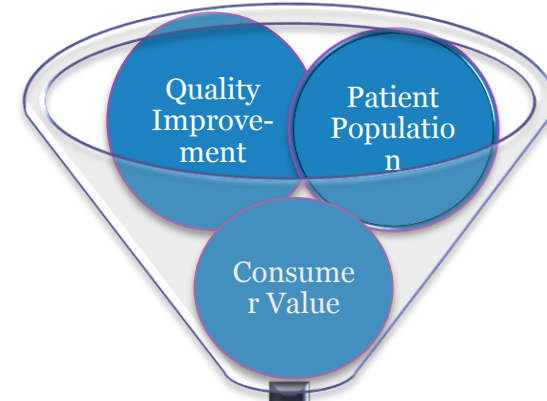 Quality
Improve-
ment
Patient
Populatio
n
Consume
r Value